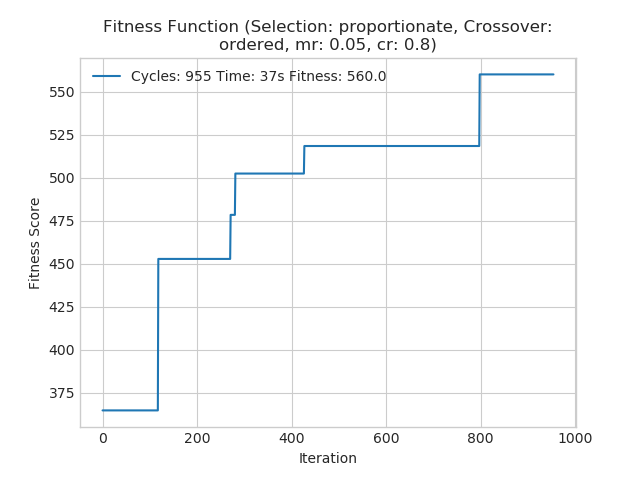 Fitness Function (Selection: proportionate, Crossover:
ordered, mr: 0.05, cr: 0.8)
Cycles: 955 Time: 37s Fitness: 560.0
550
525
500
475
450
425
400
375
Fitness Score
0 200 400 600 800 1000
Iteration